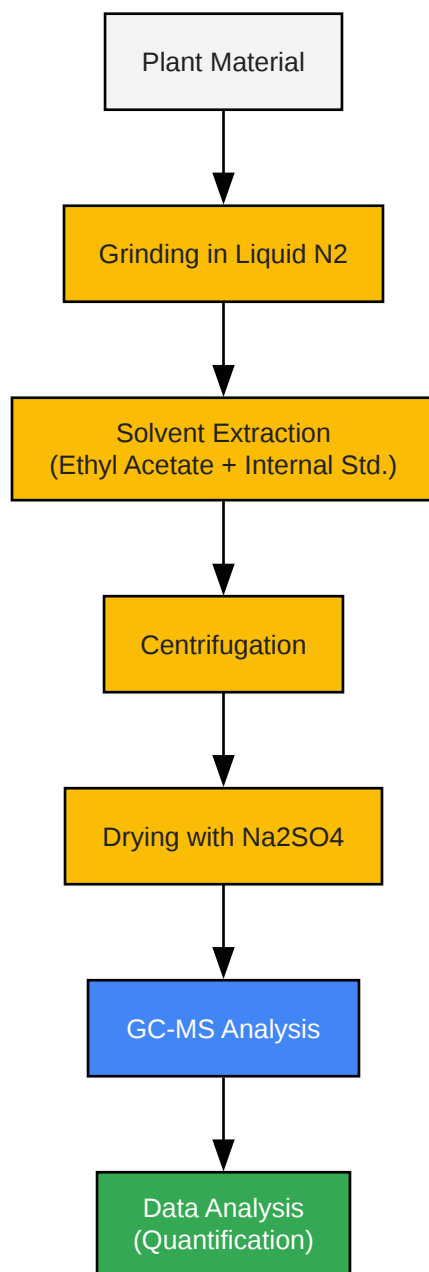 Plant Material
Grinding in Liquid N2
Solvent Extraction
(Ethyl Acetate + Internal Std.)
Centrifugation
Drying with Na2SO4
GC-MS Analysis
Data Analysis
(Quantification)